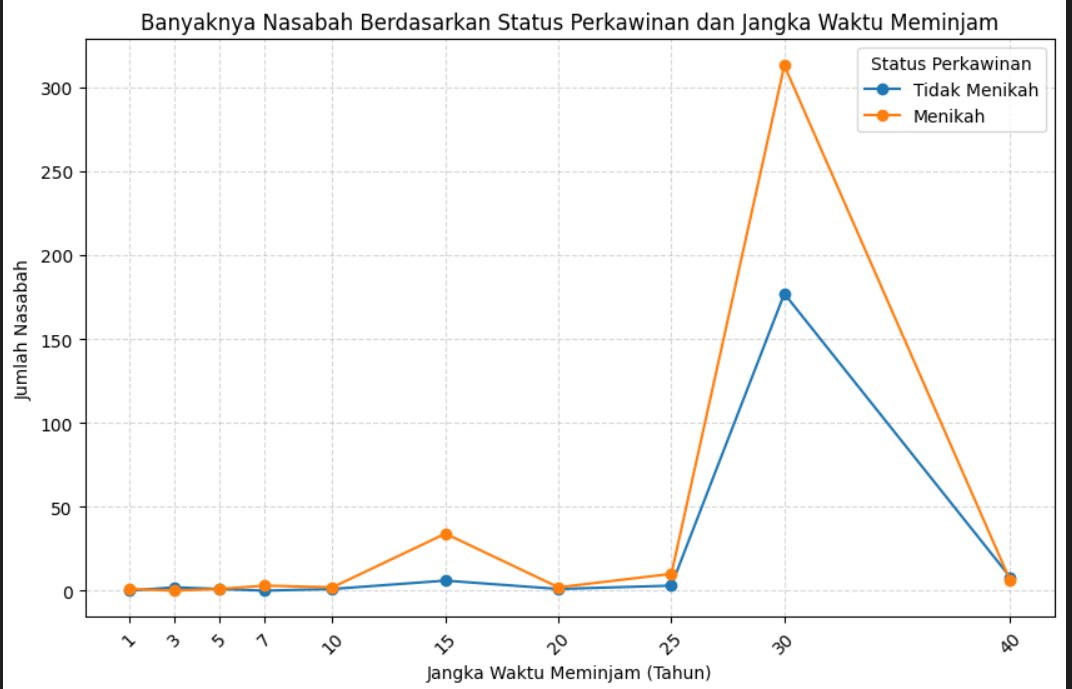 Banyaknya Nasabah Berdasarkan Status Perkawinan dan Jangka Waktu Meminjam
Status Perkawinan
Tidak Menikah
Menikah
Jumlah Nasabah
300
250
200
150
100
50
0
1 3 5 7 10 15 20 25 30 40
Jangka Waktu Meminjam (Tahun)